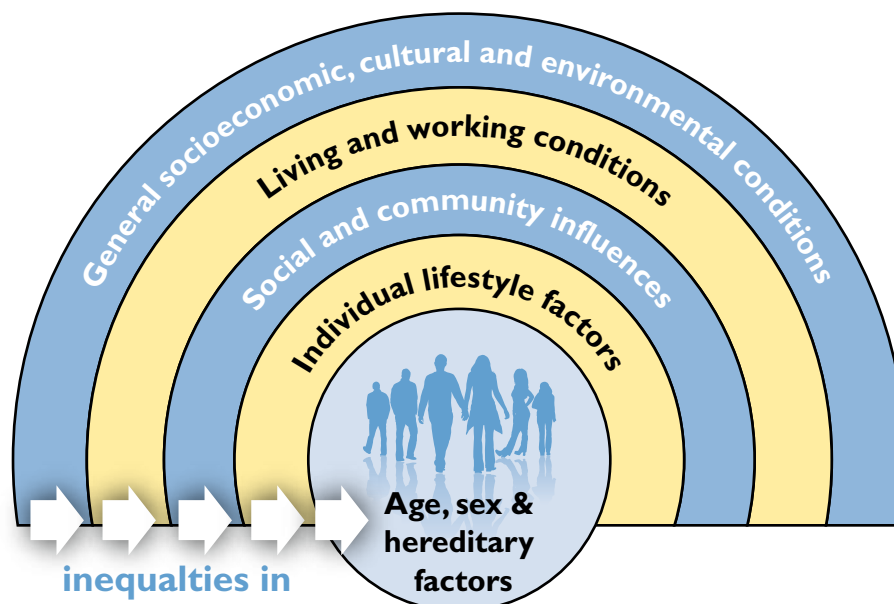 General socioeconomic, cultural and environmental conditions
Living and working conditions
Social and community influences
Individual lifestyle factors
Age, sex &
hereditary
factors
inequalties in